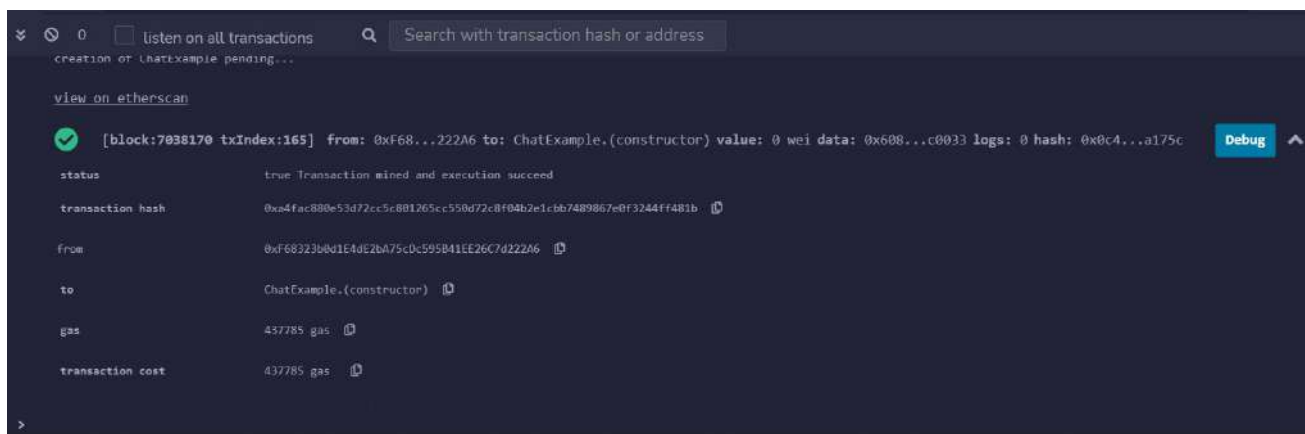 0 listen on all transactions Search with transaction hash or address
creation of ChatExample pending...
view on etherscan
[block:7038170 txIndex:165] from: 0xF68...222A6 to: ChatExample.(constructor) value: 0 wei data: 0x608...c0033 logs: 0 hash: 0x0c4...a175c Debug
status true Transaction mined and execution succeed
transaction hash 0xa4fac880e53d72cc5c801265cc550d72c8f04b2e1cbb7489867e0f3244ff481b
from 0xF68323b0d1E4dE2bA75cDc595B41EE26C7d222A6
to ChatExample.(constructor)
gas 437785 gas
transaction cost 437785 gas
>